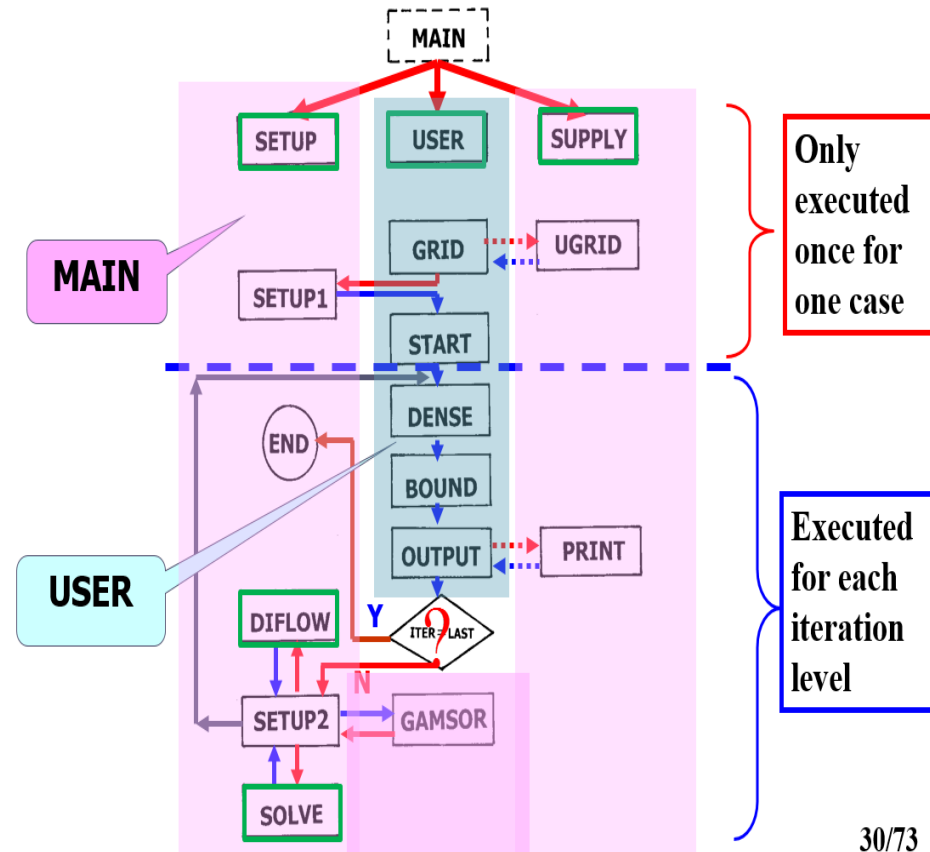 MAIN
SETUP
USER
SUPPLY
Only
executed
once for
one case
MAIN
GRID
UGRID
SETUP1
START
DENSE
END
BOUND
OUTPUT
PRINT
USER
Executed
for each
iteration
level
Y
ITER=LAST
?
DIFLOW
N
SETUP2
GAMSOR
SOLVE
30/73